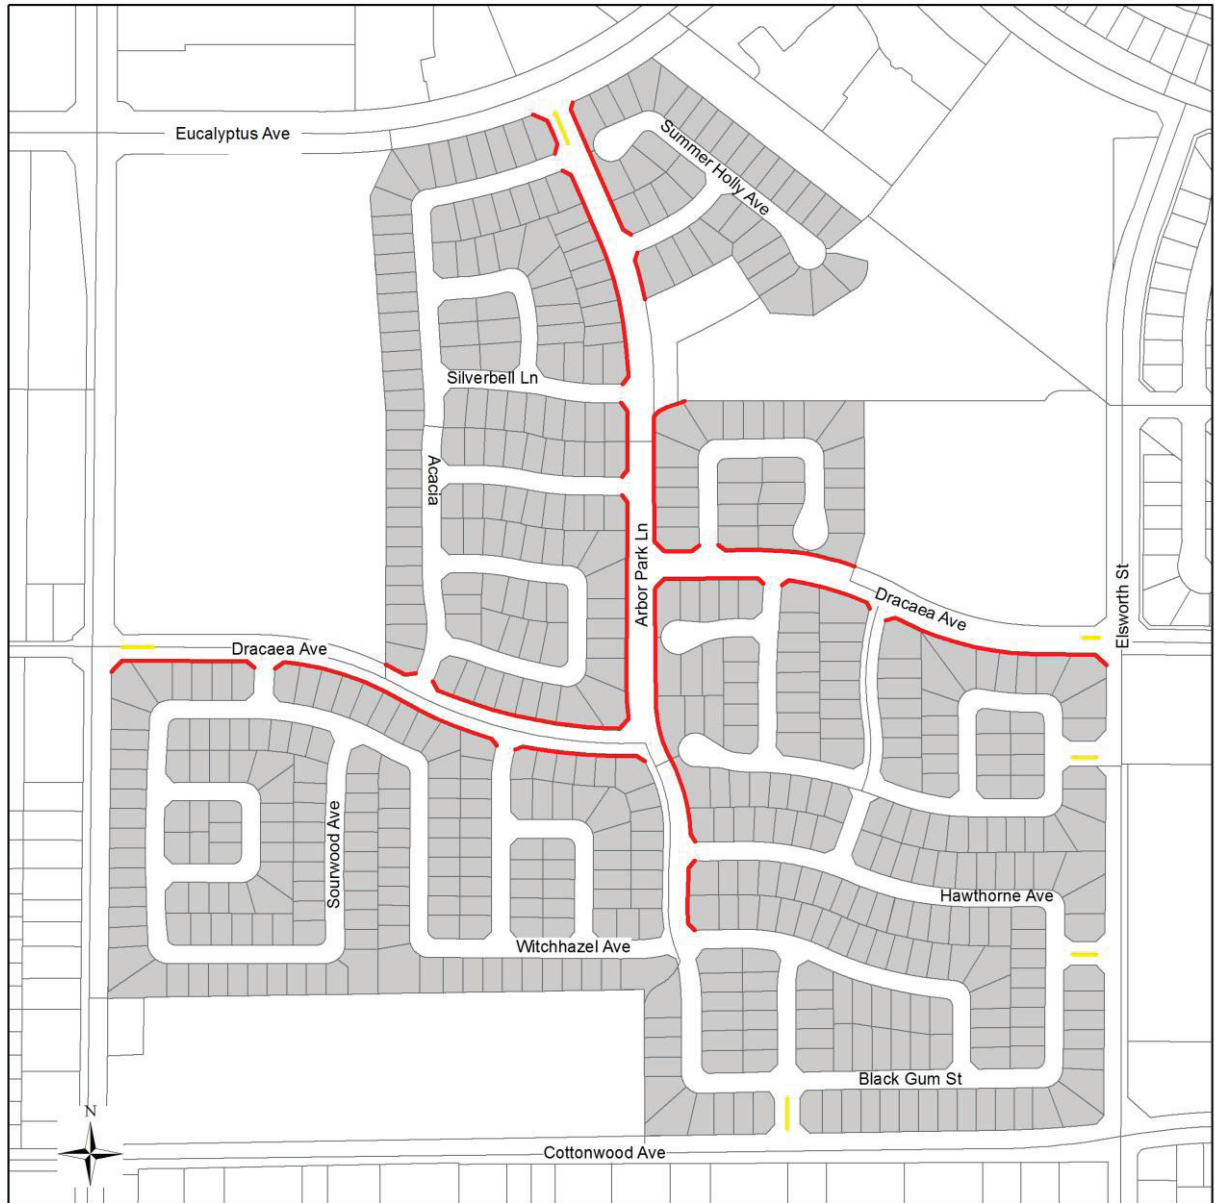 Eucalyptus Ave
Summer Holly Ave
Silverbell Ln
Acacia
Arbor Park Ln
Dracaea Ave
Elsworth St
Dracaea Ave
Sourwood Ave
Hawthorne Ave
Witchhazel Ave
Black Gum St
N
Cottonwood Ave